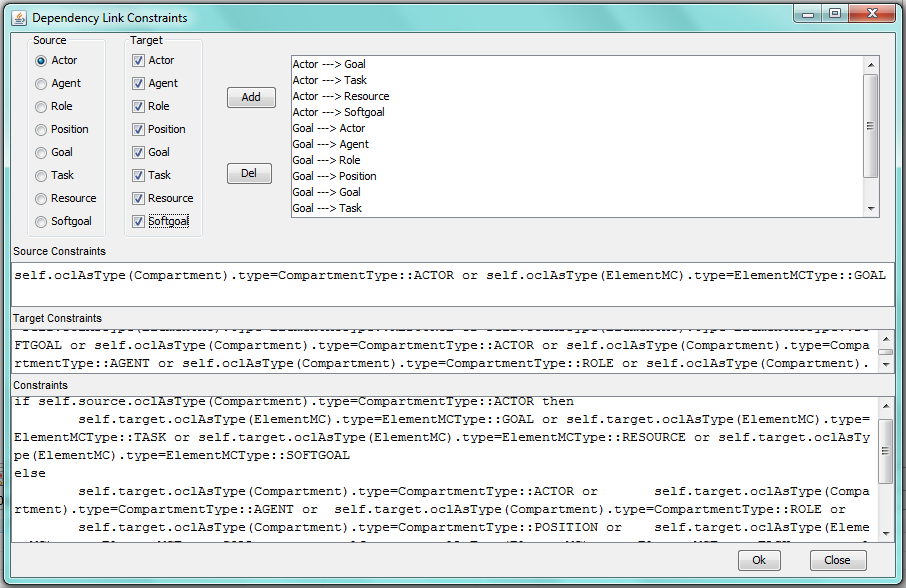 Dependency Link Constraints
Source
Target
Actor
Agent
Role
Position
Goal
Task
Resource
Softgoal
Actor
Agent
Role
Position
Goal
Task
Resource
Softgoal
Add
Del
Actor ---> Goal
Actor ---> Task
Actor ---> Resource
Actor ---> Softgoal
Goal ---> Actor
Goal ---> Agent
Goal ---> Role
Goal ---> Position
Goal ---> Goal
Goal ---> Task
Source Constraints
self.oclAsType(Compartment).type=CompartmentType::ACTOR or self.oclAsType(ElementMC).type=ElementMCType::GOAL
Target Constraints
FTGOAL or self.oclAsType(Compartment).type=CompartmentType::ACTOR or self.oclAsType(Compartment).type=Compa
rtmentType::AGENT or self.oclAsType(Compartment).type=CompartmentType::ROLE or self.oclAsType(Compartment).
Constraints
if self.source.oclAsType(Compartment).type=CompartmentType::ACTOR then
self.target.oclAsType(ElementMC).type=ElementMCType::GOAL or self.target.oclAsType(ElementMC).type=
ElementMCType::TASK or self.target.oclAsType(ElementMC).type=ElementMCType::RESOURCE or self.target.oclAsTy
pe(ElementMC).type=ElementMCType::SOFTGOAL
else
self.target.oclAsType(Compartment).type=CompartmentType::ACTOR or self.target.oclAsType(Compa
rtment).type=CompartmentType::AGENT or self.target.oclAsType(Compartment).type=CompartmentType::ROLE or
self.target.oclAsType(Compartment).type=CompartmentType::POSITION or self.target.oclAsType(Eleme
Ok
Close